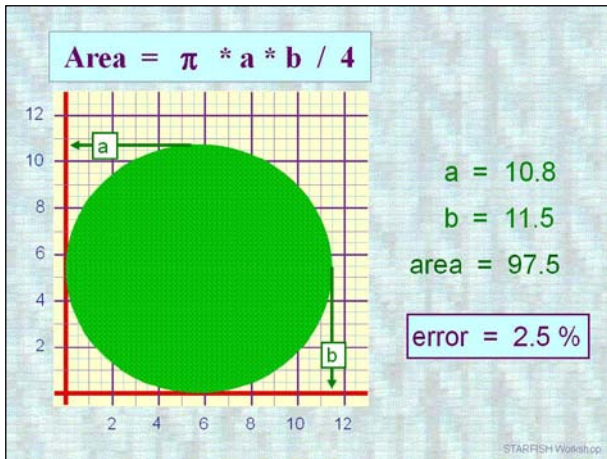 Area = π * a * b / 4
12
10
8
6
4
2
a
b
2 4 6 8 10 12
a = 10.8
b = 11.5
area = 97.5
error = 2.5 %
STARFISH Workshop